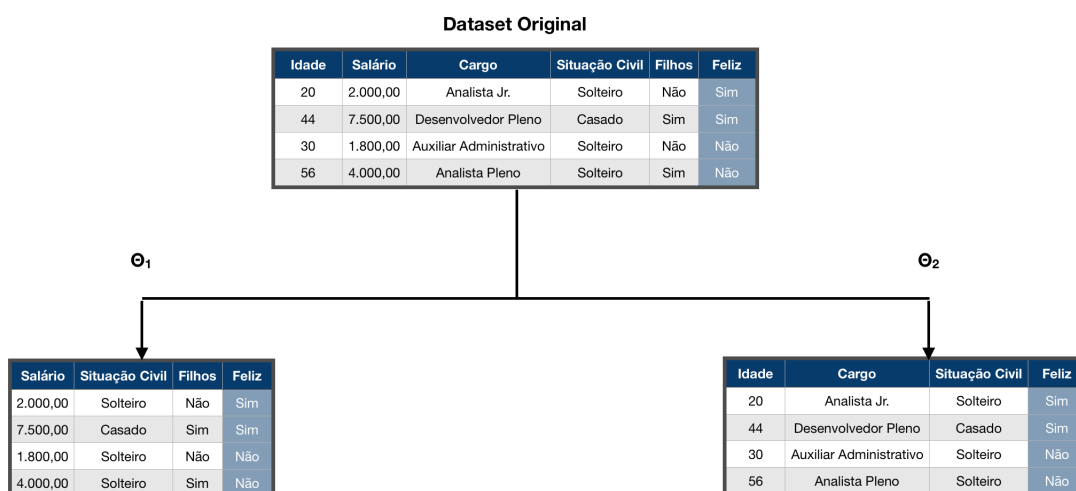 Dataset Original
Idade Salário Cargo Situação Civil Filhos Feliz
20 2.000,00 Analista Jr. Solteiro Não Sim
44 7.500,00 Desenvolvedor Pleno Casado Sim Sim
30 1.800,00 Auxiliar Administrativo Solteiro Não Não
56 4.000,00 Analista Pleno Solteiro Sim Não
Θ₁
Θ₂
Salário Situação Civil Filhos Feliz
2.000,00 Solteiro Não Sim
7.500,00 Casado Sim Sim
1.800,00 Solteiro Não Não
4.000,00 Solteiro Sim Não
Idade Cargo Situação Civil Feliz
20 Analista Jr. Solteiro Sim
44 Desenvolvedor Pleno Casado Sim
30 Auxiliar Administrativo Solteiro Não
56 Analista Pleno Solteiro Não